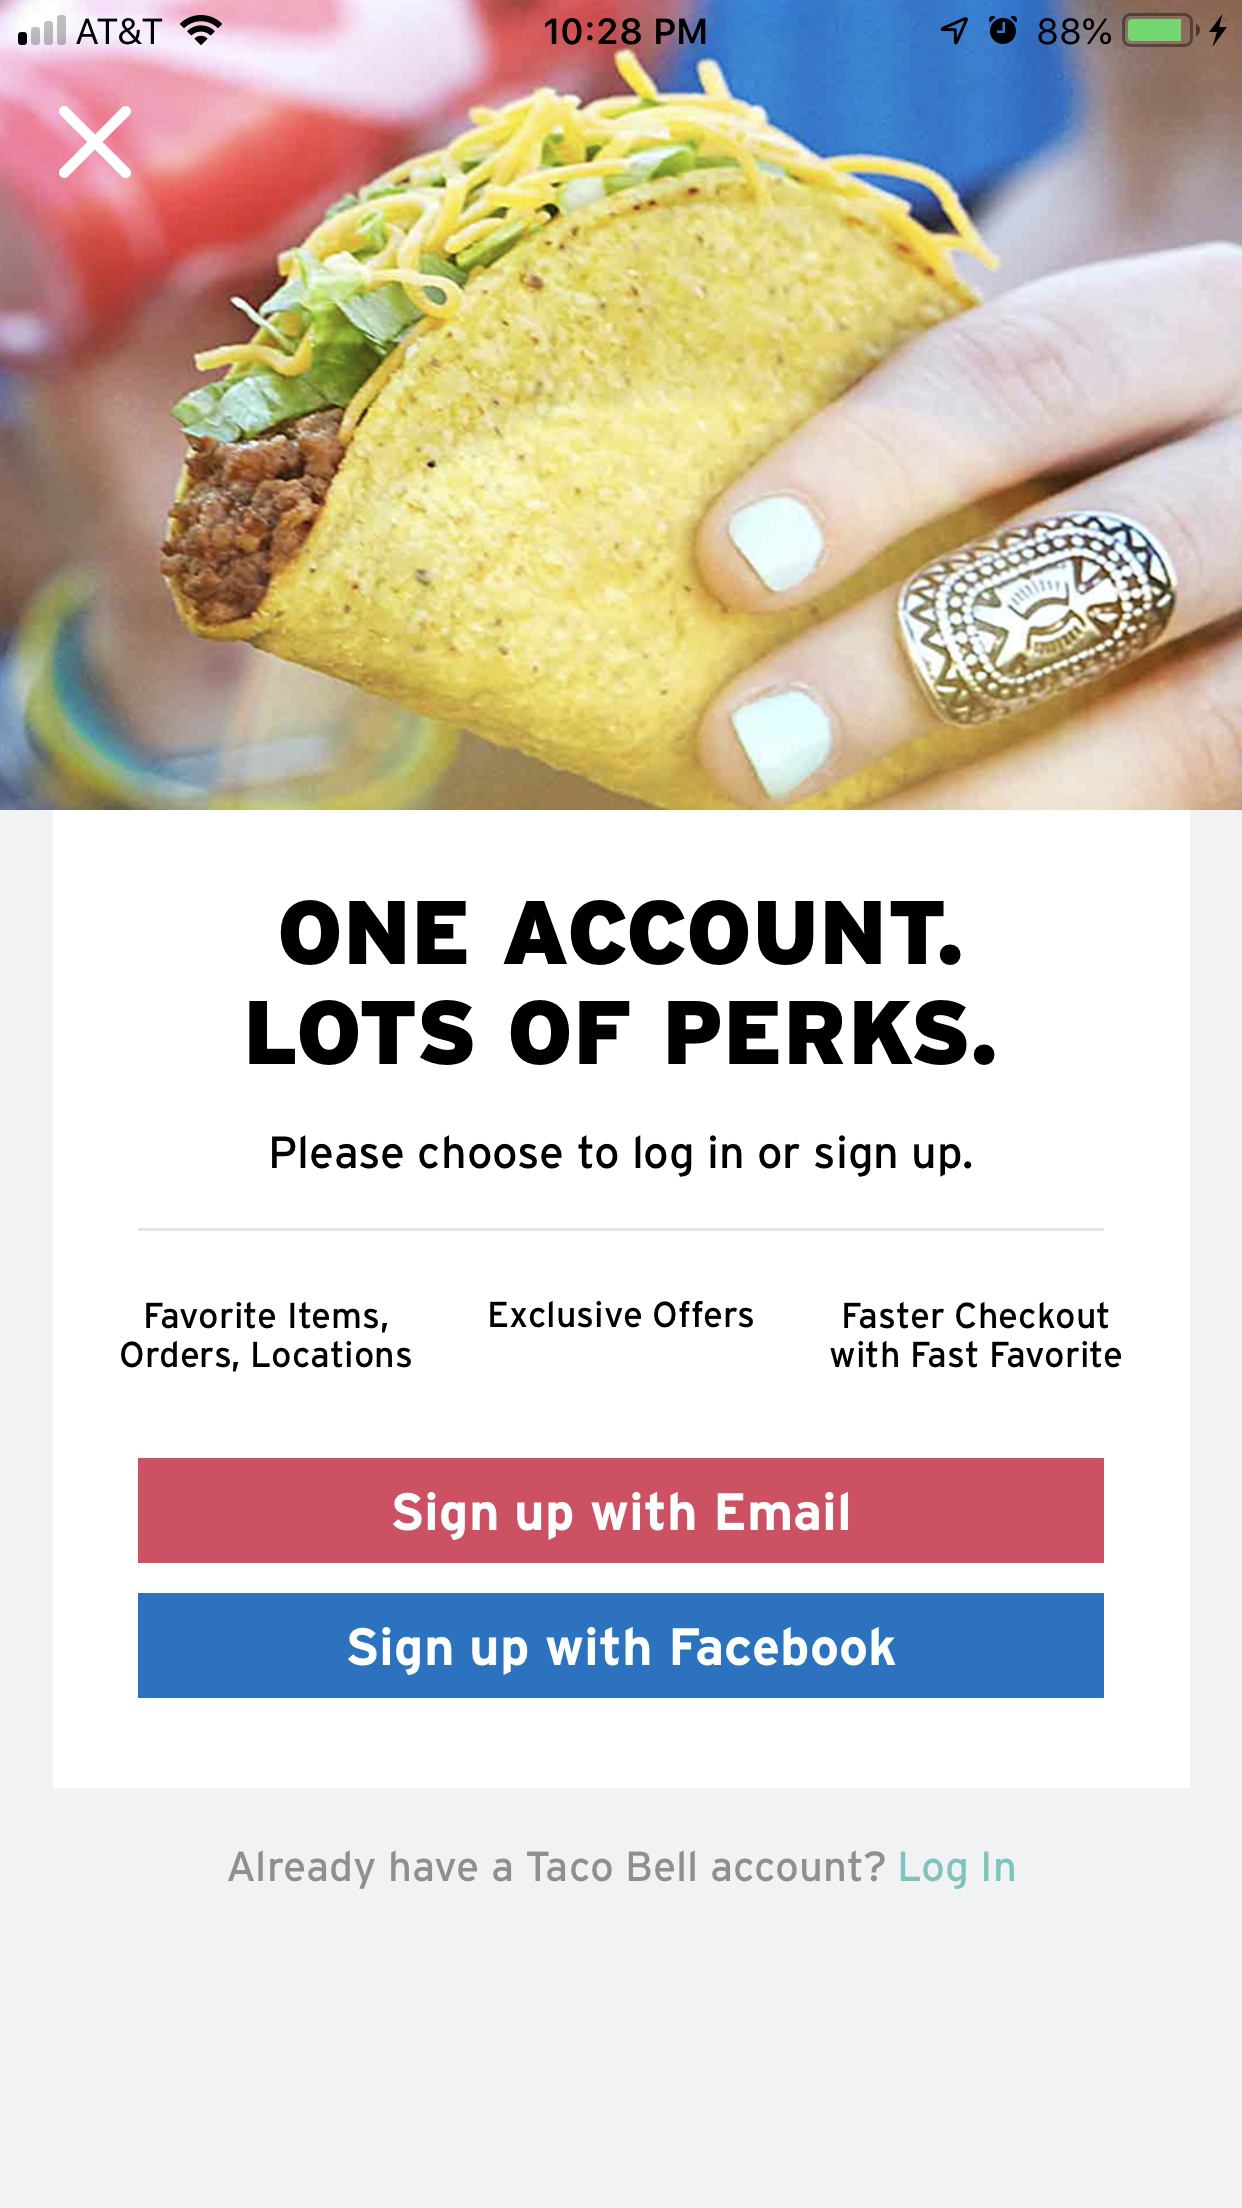 AT&T 10:28 PM 88%
ONE ACCOUNT.
LOTS OF PERKS.
Please choose to log in or sign up.
Favorite Items,
Orders, Locations
Exclusive Offers
Faster Checkout
with Fast Favorite
Sign up with Email
Sign up with Facebook
Already have a Taco Bell account? Log In